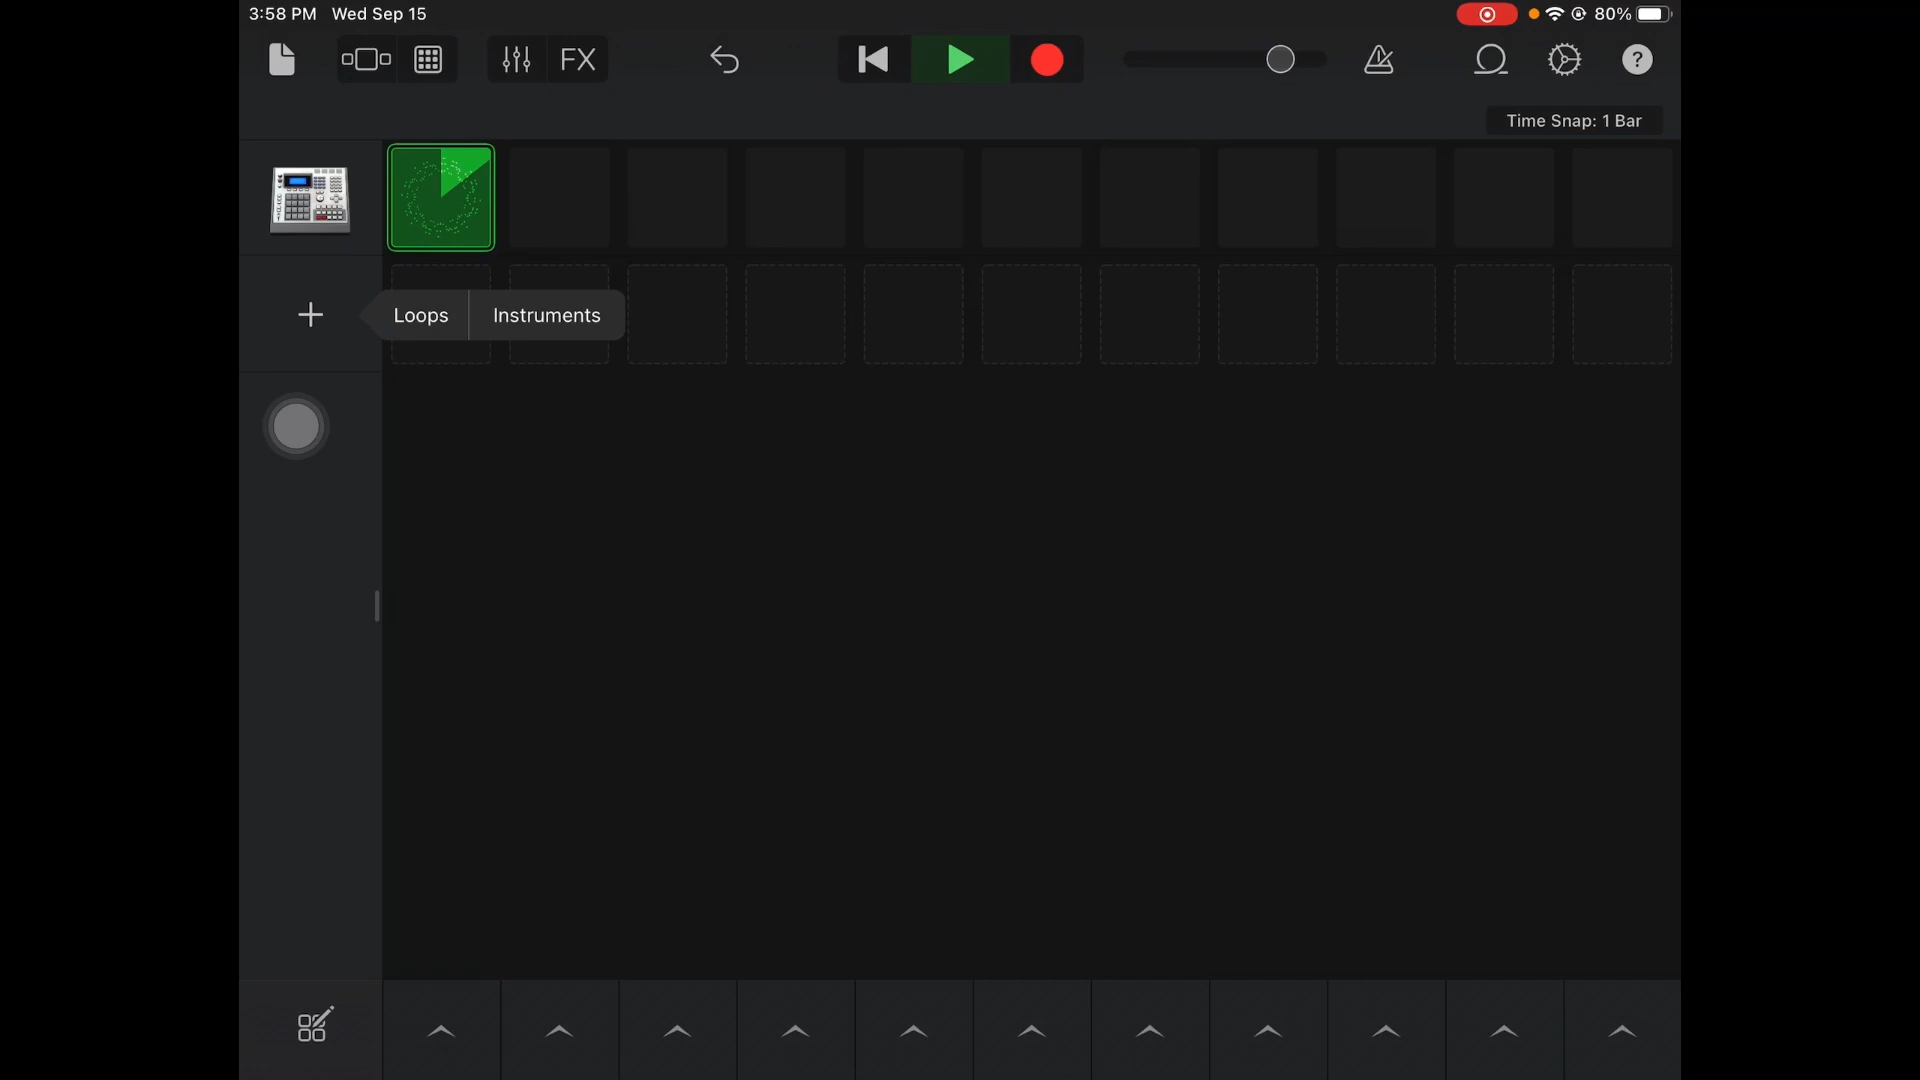 3:58 PM Wed Sep 15
80%
FX
?
Time Snap: 1 Bar
Loops
Instruments